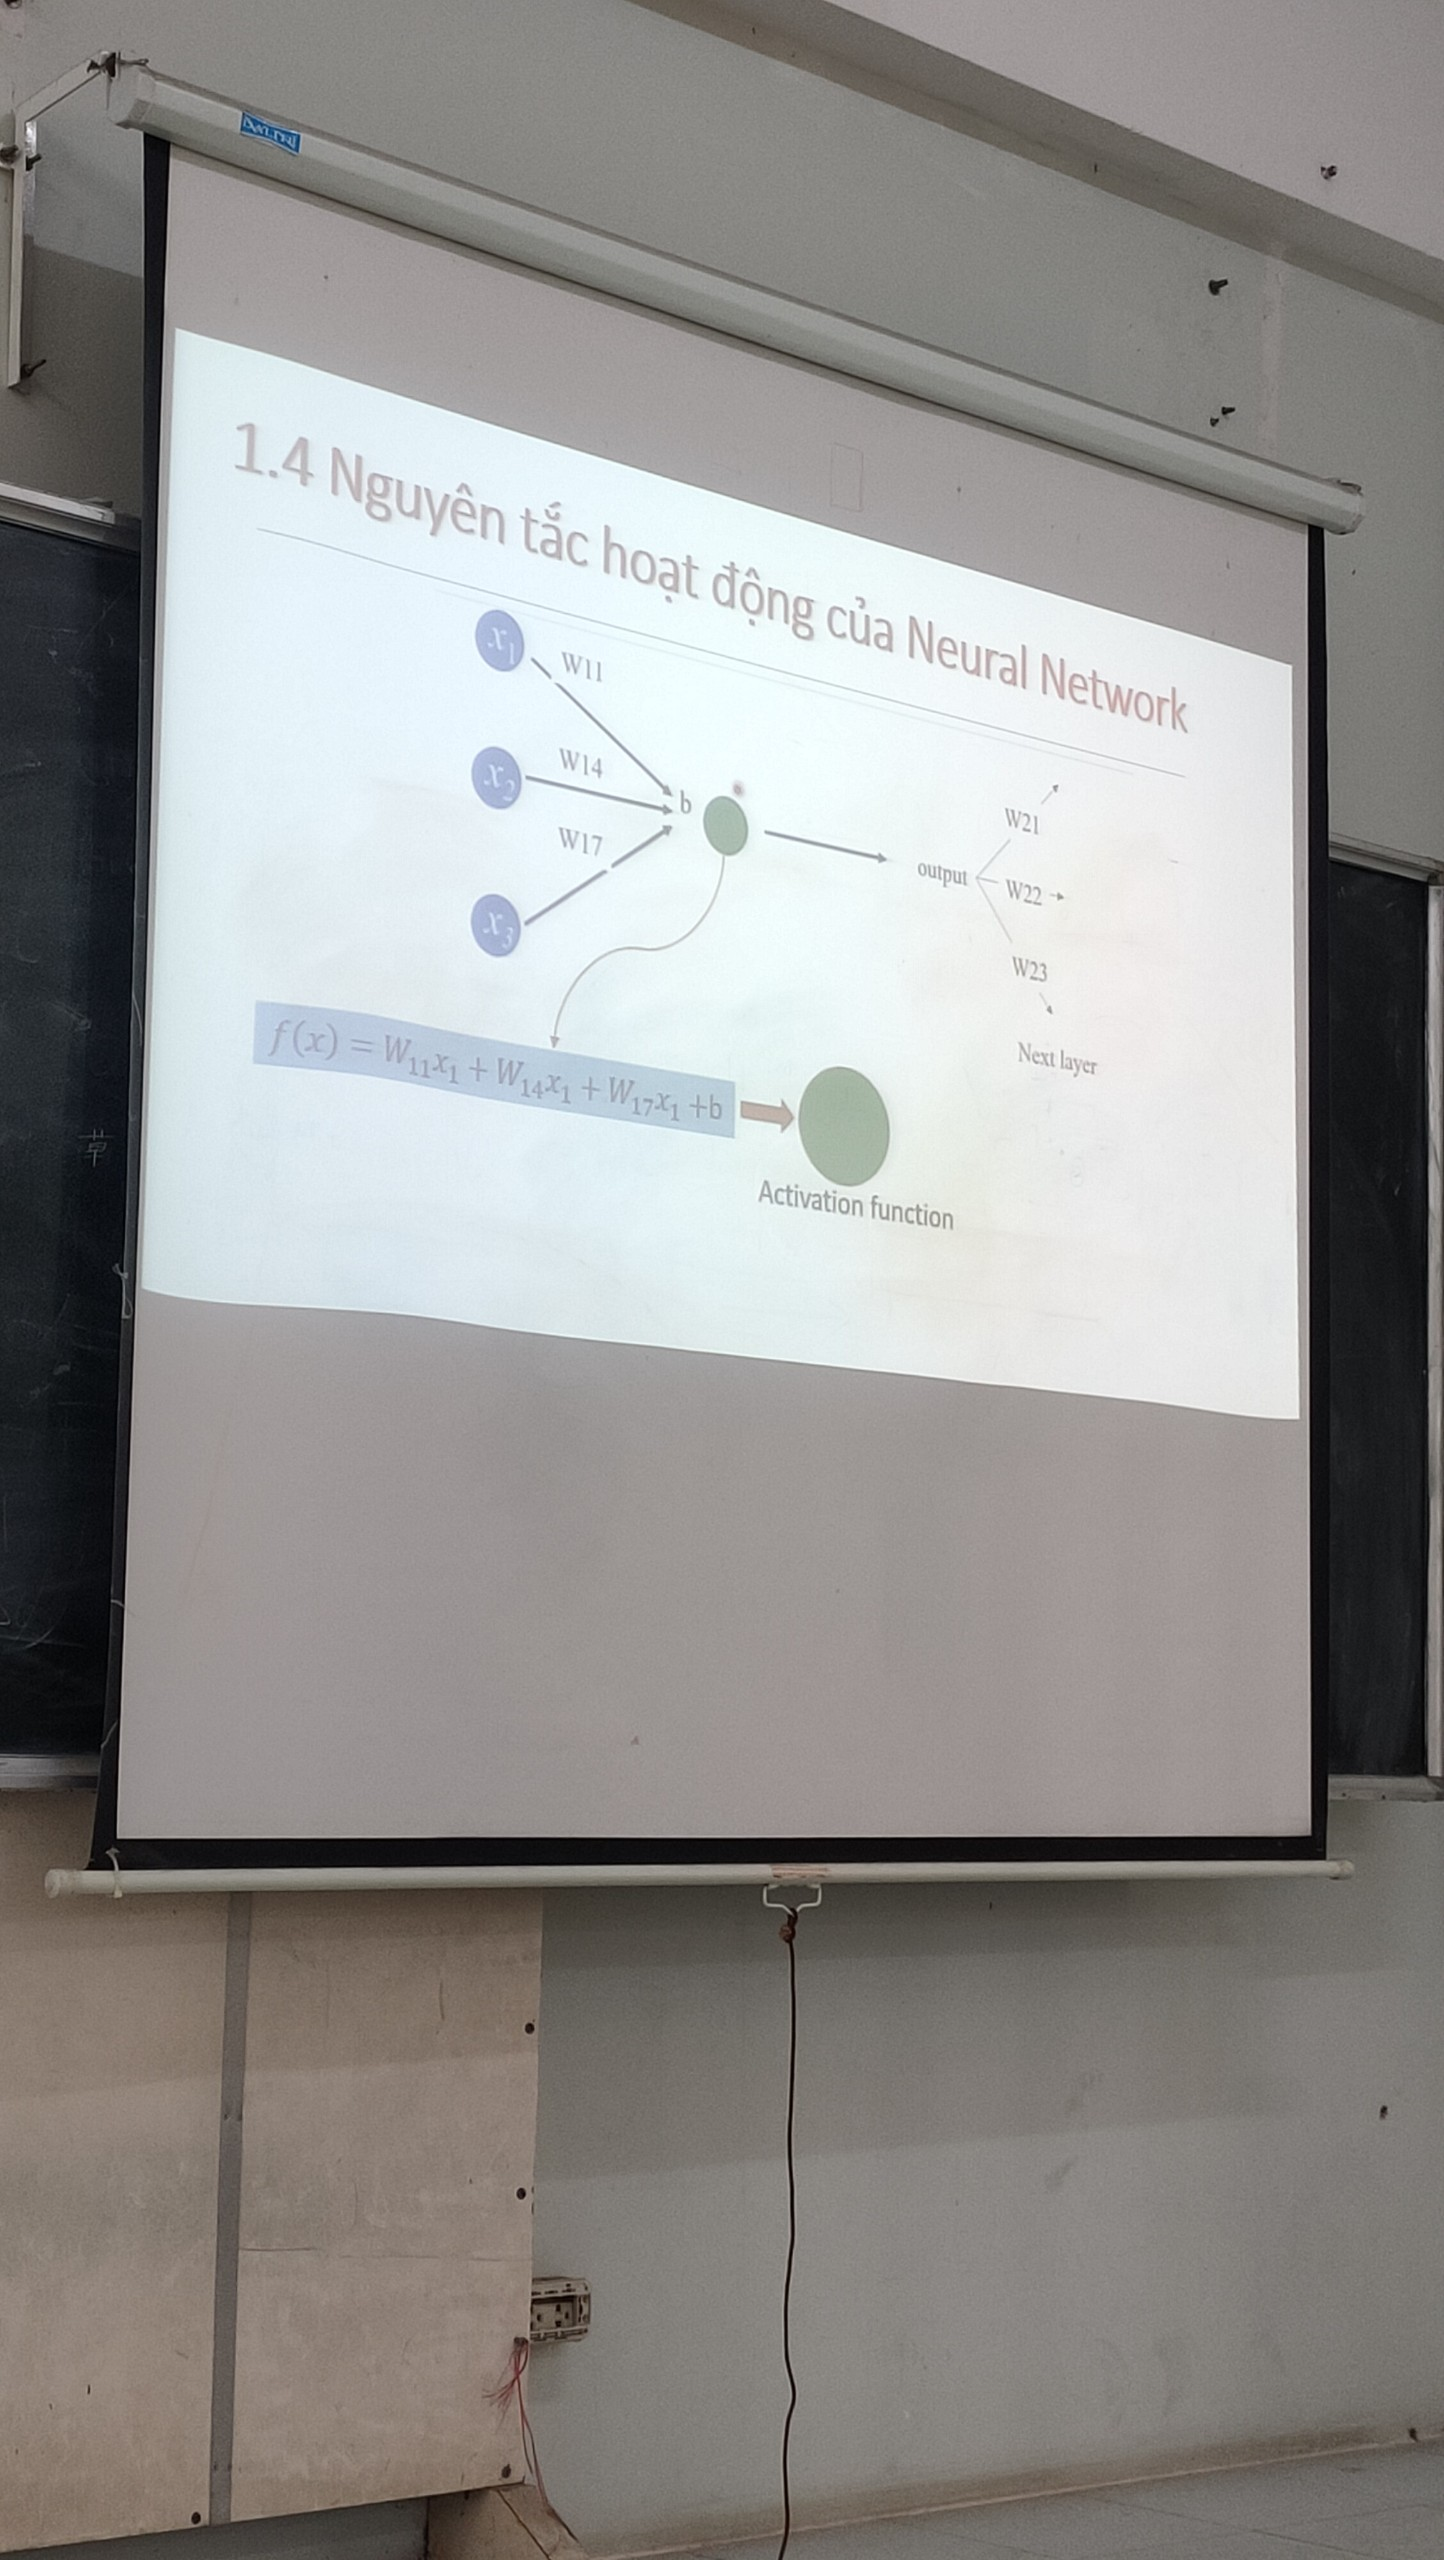 1.4 Nguyên tắc hoạt động của Neural Network
x₁
W11
x₂
W14
b
W17
x₃
output
W21
W22
W23
Next layer
f(x) = W₁₁x₁ + W₁₄x₁ + W₁₇x₁ +b
Activation function